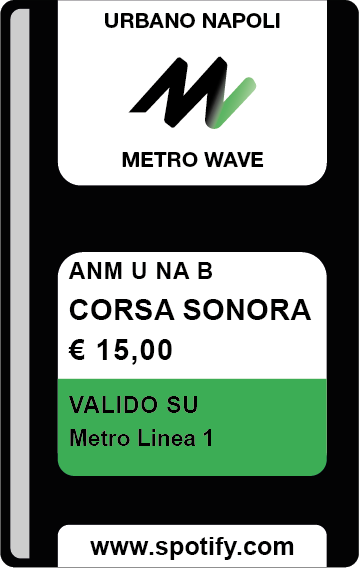 URBANO NAPOLI
METRO WAVE
ANM U NA B
CORSA SONORA
€ 15,00
VALIDO SU
Metro Linea 1
www.spotify.com